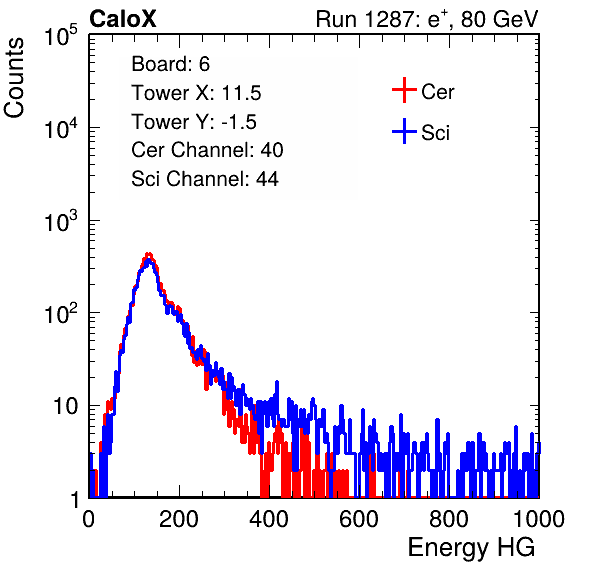 CaloX Run 1287: e⁺, 80 GeV
Counts
Board: 6
Tower X: 11.5
Tower Y: -1.5
Cer Channel: 40
Sci Channel: 44
Cer
Sci
10⁵
10⁴
10³
10²
10
1
0 200 400 600 800 1000
Energy HG